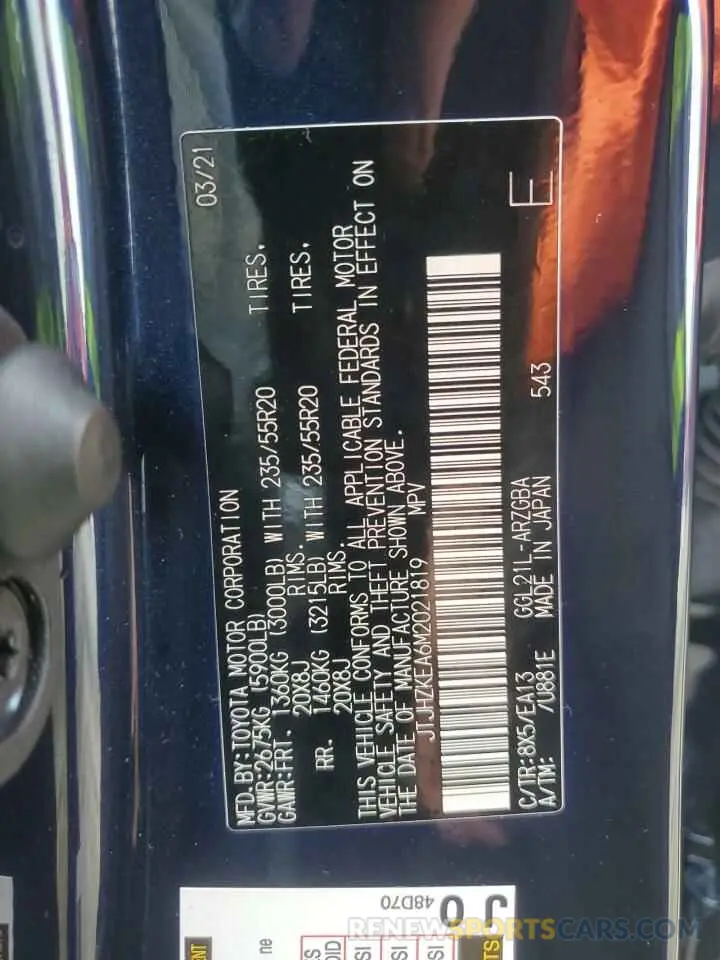 03/21
MFD.BY:TOYOTA MOTOR CORPORATION
GVWR:2675KG (5900LB)
GAWR:FRT. 1360KG (3000LB) WITH 235/55R20 TIRES.
20X8J RIMS.
RR. 1460KG (3215LB) WITH 235/55R20 TIRES.
20X8J RIMS.
THIS VEHICLE CONFORMS TO ALL APPLICABLE FEDERAL MOTOR
VEHICLE SAFETY AND THEFT PREVENTION STANDARDS IN EFFECT ON
THE DATE OF MANUFACTURE SHOWN ABOVE.
JTJHZKEA6M2021819 MPV
C/TR:8X5/EA13 GGL21L-ARZGBA
A/TM: /U881E MADE IN JAPAN 543
E
48D70
ne
RENEWSPORTSCARS.COM